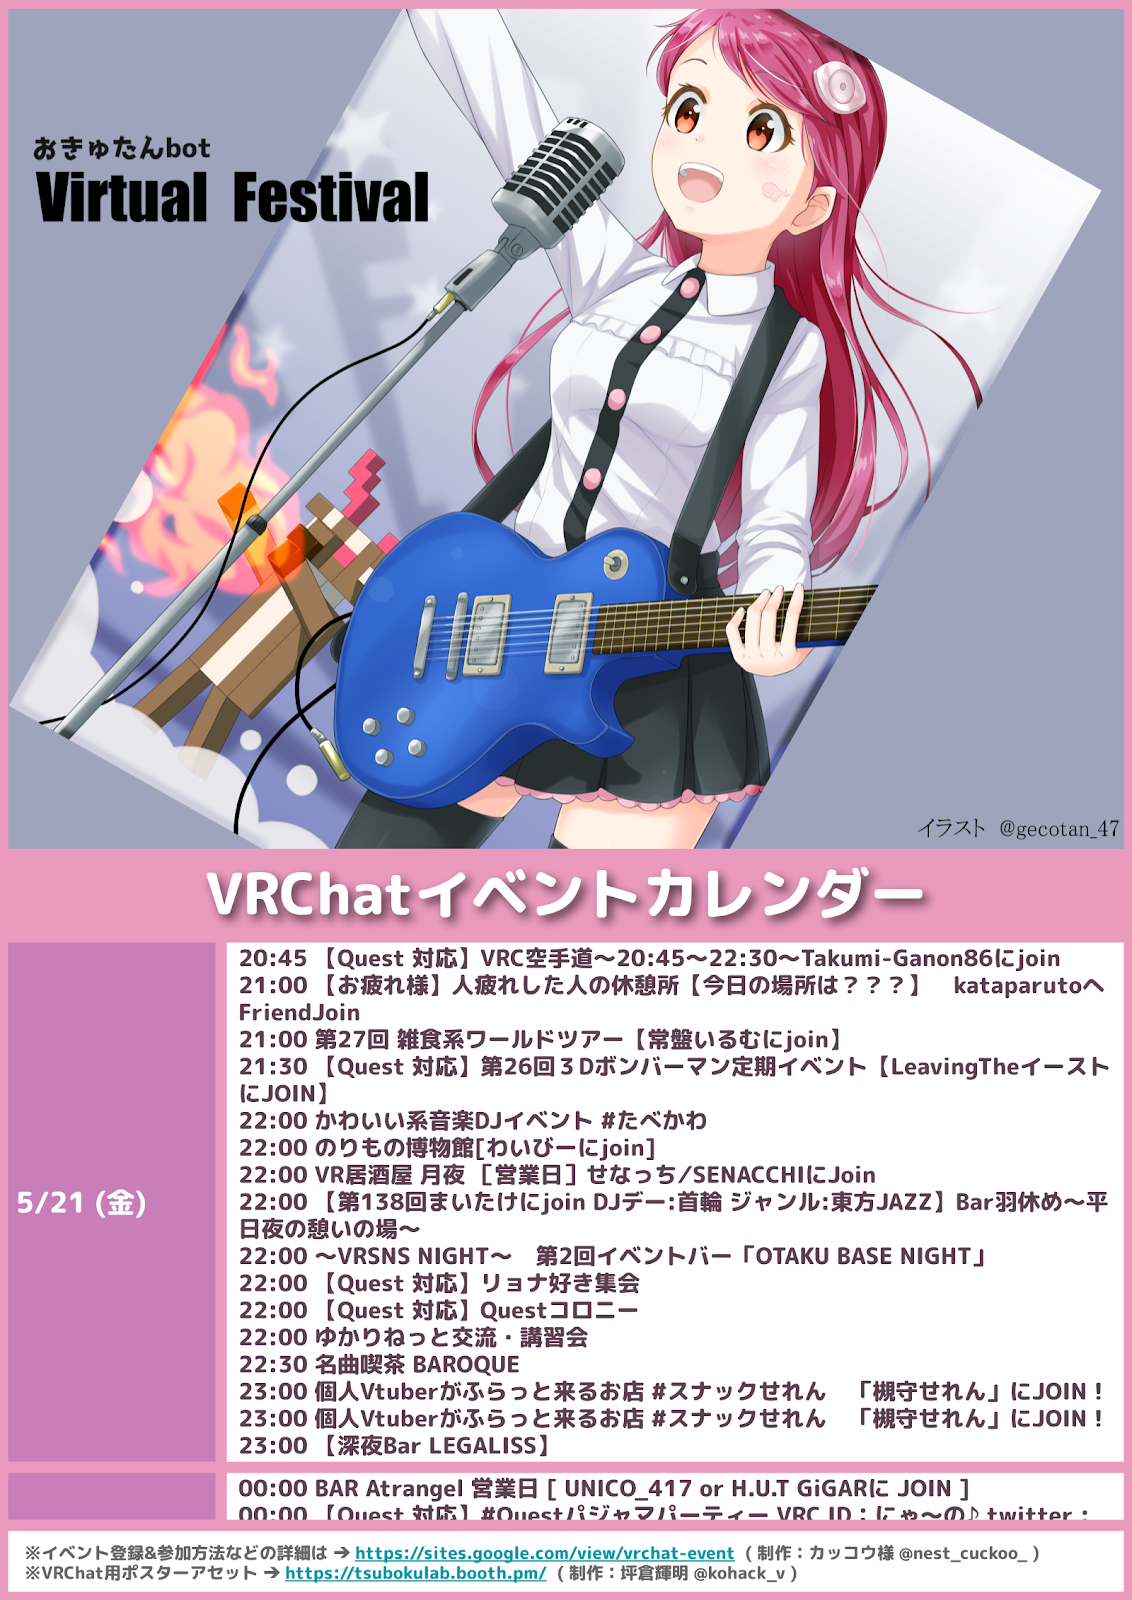 おきゅたんbot
Virtual Festival
イラスト @gecotan_47
VRChatイベントカレンダー
5/21 (金)
20:45 【Quest 対応】VRC空手道～20:45～22:30～Takumi-Ganon86にjoin
21:00 【お疲れ様】人疲れした人の休憩所【今日の場所は？？？】　kataparutoへ
FriendJoin
21:00 第27回 雑食系ワールドツアー【常盤いるむにjoin】
21:30 【Quest 対応】第26回３Dボンバーマン定期イベント【LeavingTheイースト
にJOIN】
22:00 かわいい系音楽DJイベント #たべかわ
22:00 のりもの博物館[わいびーにjoin]
22:00 VR居酒屋 月夜 ［営業日］せなっち/SENACCHIにJoin
22:00 【第138回まいたけにjoin DJデー:首輪 ジャンル:東方JAZZ】Bar羽休め～平
日夜の憩いの場～
22:00 ～VRSNS NIGHT～　第2回イベントバー「OTAKU BASE NIGHT」
22:00 【Quest 対応】リョナ好き集会
22:00 【Quest 対応】Questコロニー
22:00 ゆかりねっと交流・講習会
22:30 名曲喫茶 BAROQUE
23:00 個人Vtuberがふらっと来るお店 #スナックせれん　「槻守せれん」にJOIN！
23:00 個人Vtuberがふらっと来るお店 #スナックせれん　「槻守せれん」にJOIN！
23:00 【深夜Bar LEGALISS】
00:00 BAR Atrangel 営業日 [ UNICO_417 or H.U.T GiGARに JOIN ]
00:00 【Quest 対応】#Questパジャマパーティー VRC ID：にゃ～の♪ twitter：
※イベント登録&参加方法などの詳細は ➔ https://sites.google.com/view/vrchat-event ( 制作：カッコウ様 @nest_cuckoo_ )
※VRChat用ポスターアセット ➔ https://tsubokulab.booth.pm/ ( 制作：坪倉輝明 @kohack_v )